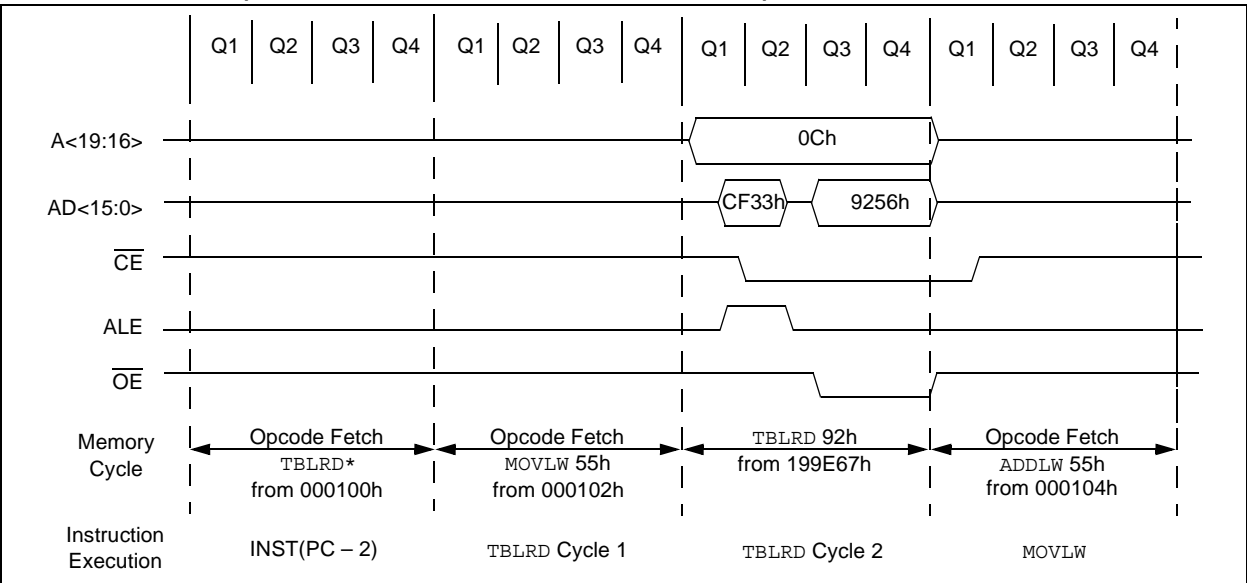 Q1 Q2 Q3 Q4 Q1 Q2 Q3 Q4 Q1 Q2 Q3 Q4 Q1 Q2 Q3 Q4
A<19:16> 0Ch
AD<15:0> CF33h 9256h
CE
ALE
OE
Memory Cycle
Opcode Fetch
TBLRD*
from 000100h
Opcode Fetch
MOVLW 55h
from 000102h
TBLRD 92h
from 199E67h
Opcode Fetch
ADDLW 55h
from 000104h
Instruction
Execution
INST(PC – 2) TBLRD Cycle 1 TBLRD Cycle 2 MOVLW